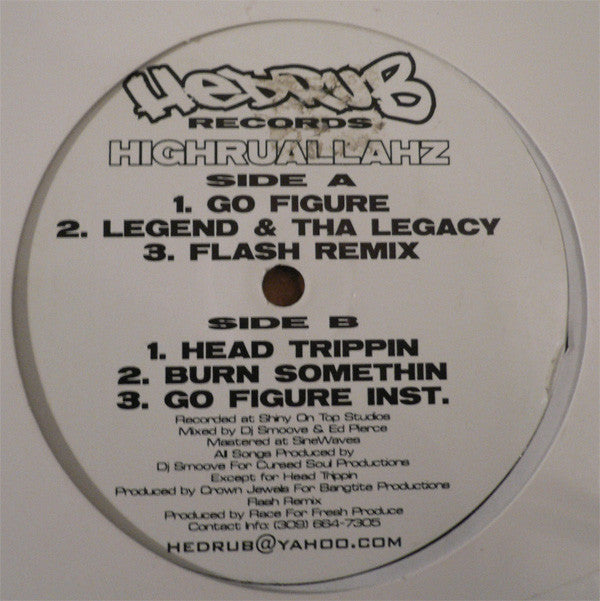 HEDRUB
RECORDS
HIGHRUALLAHZ
SIDE A
1. GO FIGURE
2. LEGEND & THA LEGACY
3. FLASH REMIX
SIDE B
1. HEAD TRIPPIN
2. BURN SOMETHIN
3. GO FIGURE INST.
Recorded at Shiny On Top Studios
Mixed by Dj Smoove & Ed Pierce
Mastered at SineWaves
All Songs Produced by
Dj Smoove For Cursed Soul Productions
Except for Head Trippin
Produced by Crown Jewels For Bangtite Productions
Flash Remix
Produced by Race For Fresh Produce
Contact Info: (309) 664-7305
HEDRUB@YAHOO.COM